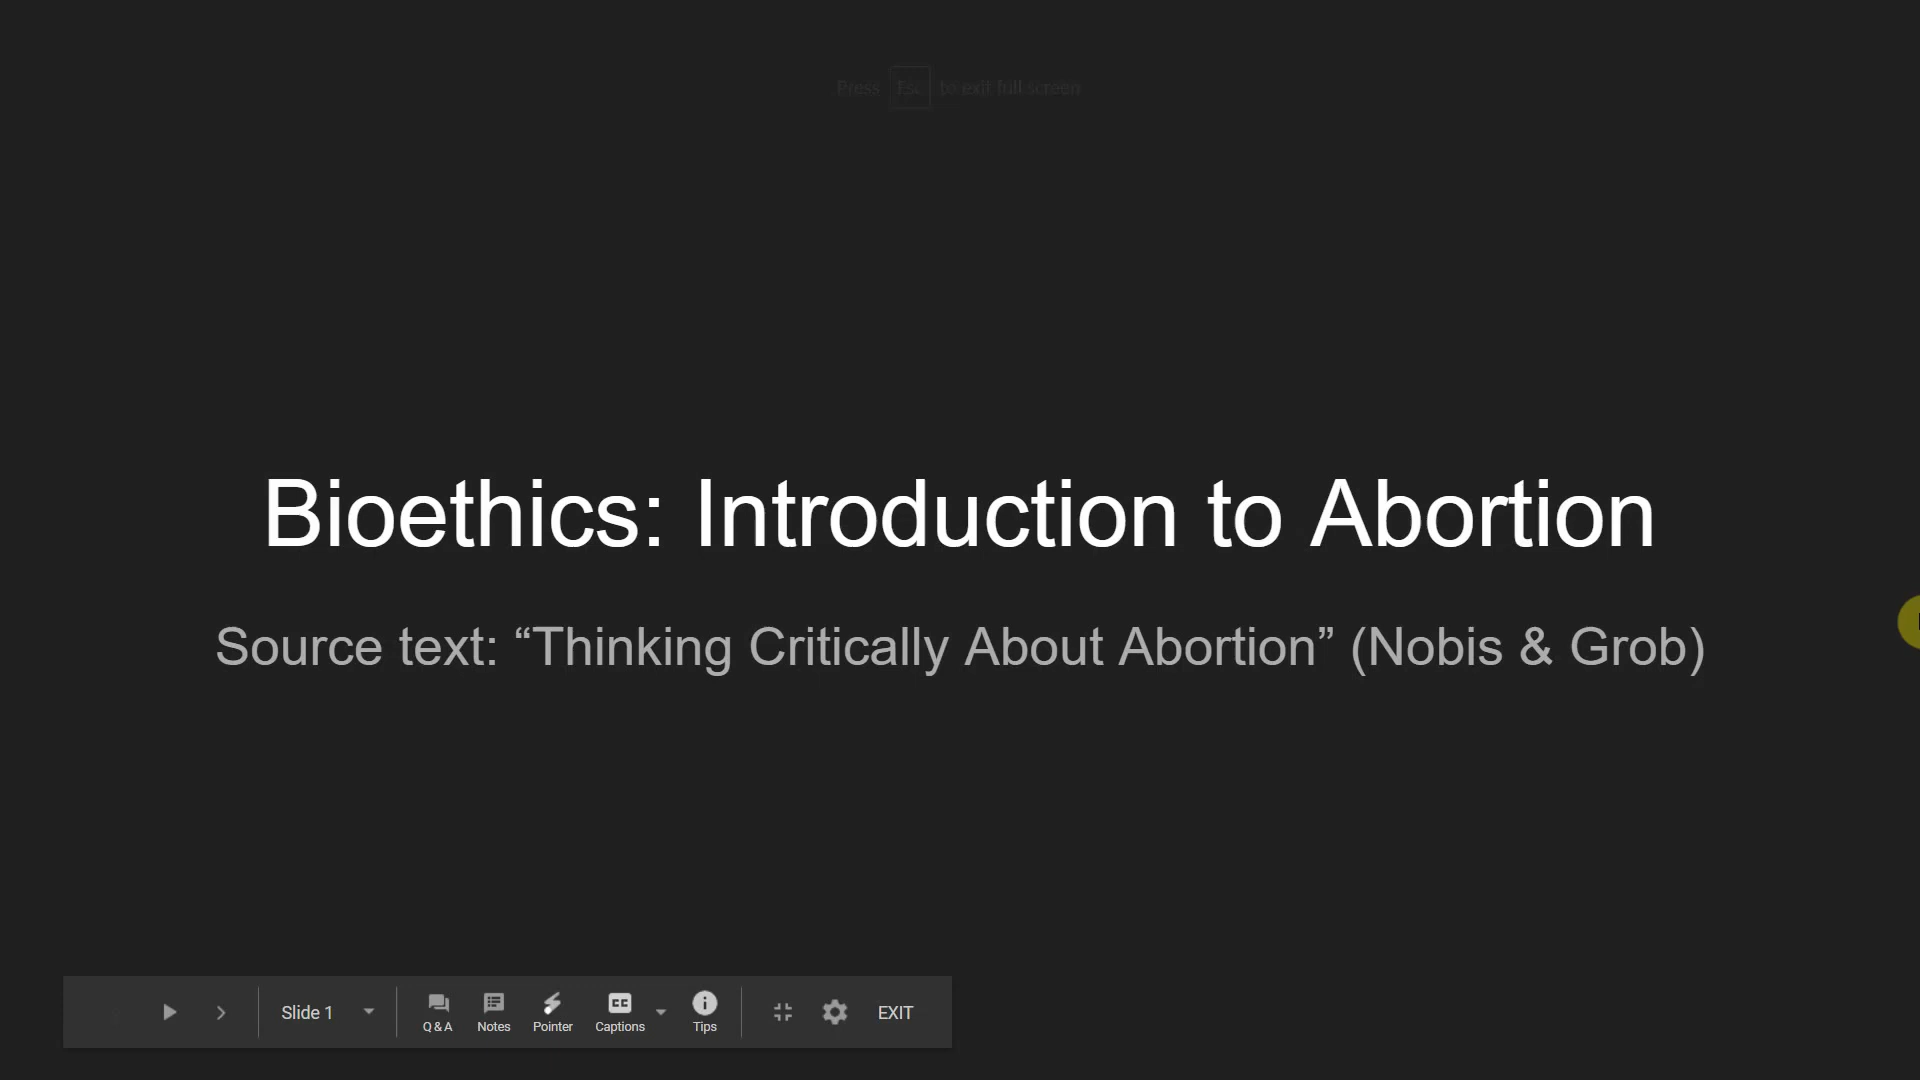 Press Esc to exit full screen
Bioethics: Introduction to Abortion
Source text: “Thinking Critically About Abortion” (Nobis & Grob)
Slide 1
Q&A
Notes
Pointer
CC
Captions
Tips
EXIT